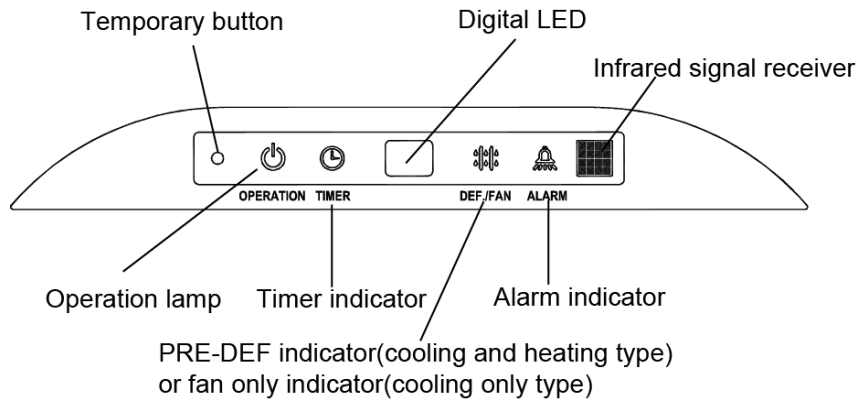 Temporary button
Digital LED
Infrared signal receiver
OPERATION TIMER DEF./FAN ALARM
Operation lamp
Timer indicator
Alarm indicator
PRE-DEF indicator(cooling and heating type)
or fan only indicator(cooling only type)